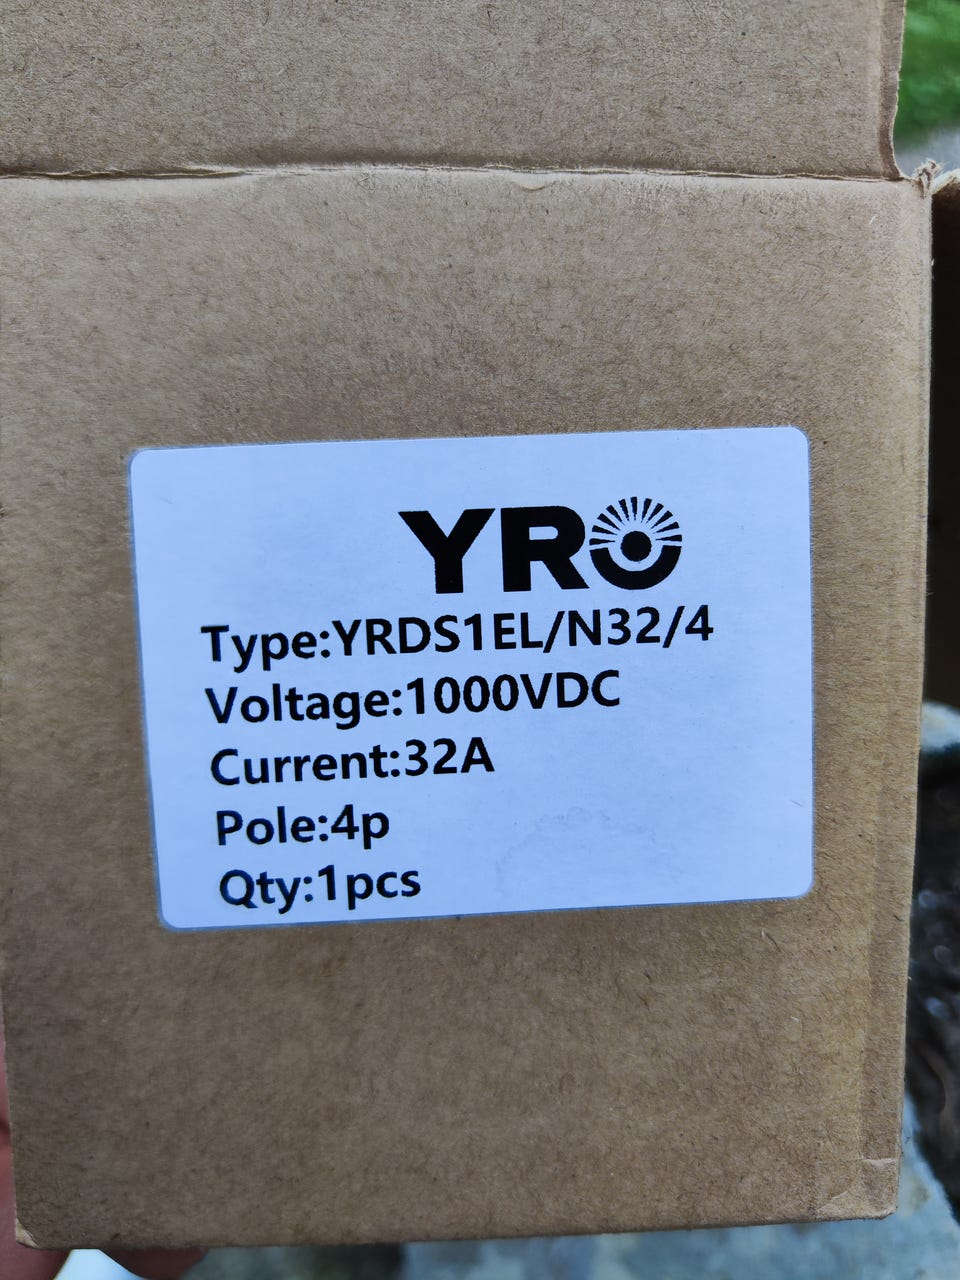 YRO
Type:YRDS1EL/N32/4
Voltage:1000VDC
Current:32A
Pole:4p
Qty:1pcs